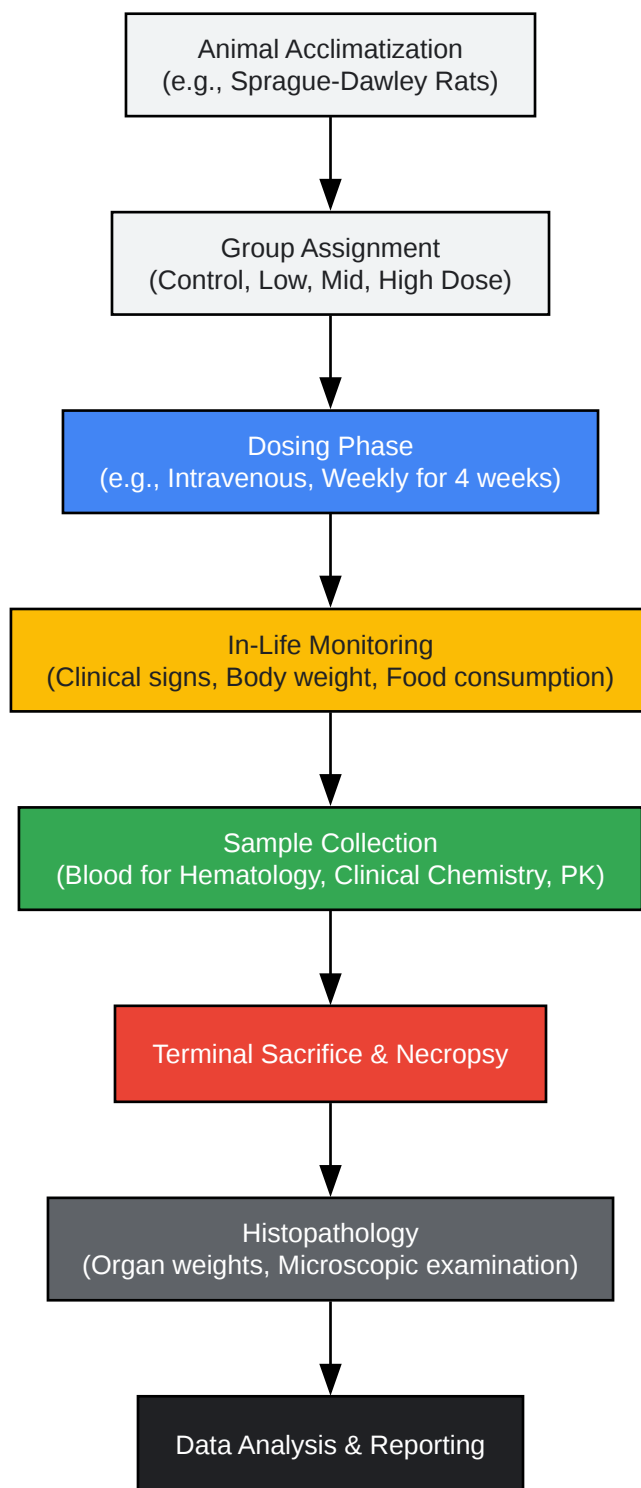 Animal Acclimatization
(e.g., Sprague-Dawley Rats)
Group Assignment
(Control, Low, Mid, High Dose)
Dosing Phase
(e.g., Intravenous, Weekly for 4 weeks)
In-Life Monitoring
(Clinical signs, Body weight, Food consumption)
Sample Collection
(Blood for Hematology, Clinical Chemistry, PK)
Terminal Sacrifice & Necropsy
Histopathology
(Organ weights, Microscopic examination)
Data Analysis & Reporting